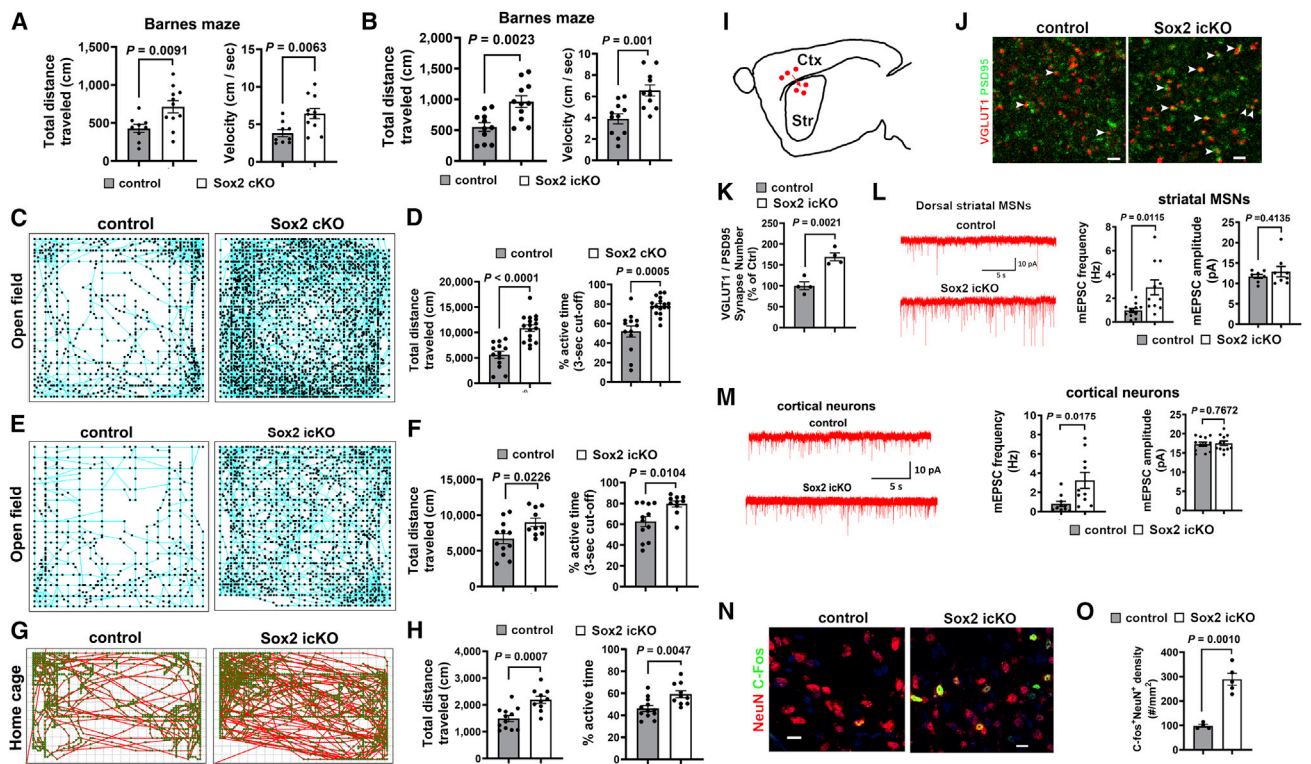 A
Barnes maze
Total distance
traveled (cm)
1,500
1,000
500
0
P = 0.0091
Velocity (cm / sec)
15
10
5
0
P = 0.0063
control
Sox2 cKO
B
Barnes maze
Total distance
traveled (cm)
2,000
1,500
1,000
500
0
P = 0.0023
Velocity (cm / sec)
10
8
6
4
2
0
P = 0.001
control
Sox2 icKO
C
control
Sox2 cKO
Open field
D
control
Sox2 cKO
Total distance
traveled (cm)
20,000
15,000
10,000
5,000
0
P < 0.0001
% active time
(3-sec cut-off)
100
80
60
40
20
0
P = 0.0005
E
control
Sox2 icKO
Open field
F
control
Sox2 icKO
Total distance
traveled (cm)
15,000
10,000
5,000
0
P = 0.0226
% active time
(3-sec cut-off)
100
80
60
40
20
0
P = 0.0104
G
control
Sox2 icKO
Home cage
H
control
Sox2 icKO
Total distance
traveled (cm)
4,000
3,000
2,000
1,000
0
P = 0.0007
% active time
100
80
60
40
20
0
P = 0.0047
I
Ctx
Str
J
control
Sox2 icKO
VGLUT1 PSD95
K
control
Sox2 icKO
VGLUT1 / PSD95
Synapse Number
(% of Ctrl)
250
200
150
100
50
0
P = 0.0021
L
Dorsal striatal MSNs
control
10 pA
5 s
Sox2 icKO
striatal MSNs
mEPSC frequency
(Hz)
8
6
4
2
0
P = 0.0115
mEPSC amplitude
(pA)
25
20
15
10
5
0
P =0.4135
control
Sox2 icKO
M
cortical neurons
control
10 pA
5 s
Sox2 icKO
cortical neurons
mEPSC frequency
(Hz)
10
8
6
4
2
0
P = 0.0175
mEPSC amplitude
(pA)
25
20
15
10
5
0
P = 0.7672
control
Sox2 icKO
N
control
Sox2 icKO
NeuN C-Fos
O
control
Sox2 icKO
C-fos⁺NeuN⁺ density
(#/mm²)
400
300
200
100
0
P = 0.0010